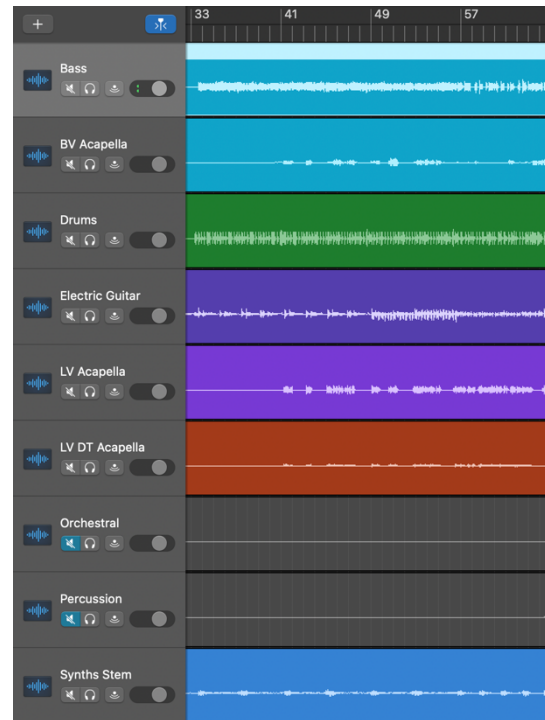 33 41 49 57
Bass
BV Acapella
Drums
Electric Guitar
LV Acapella
LV DT Acapella
Orchestral
Percussion
Synths Stem